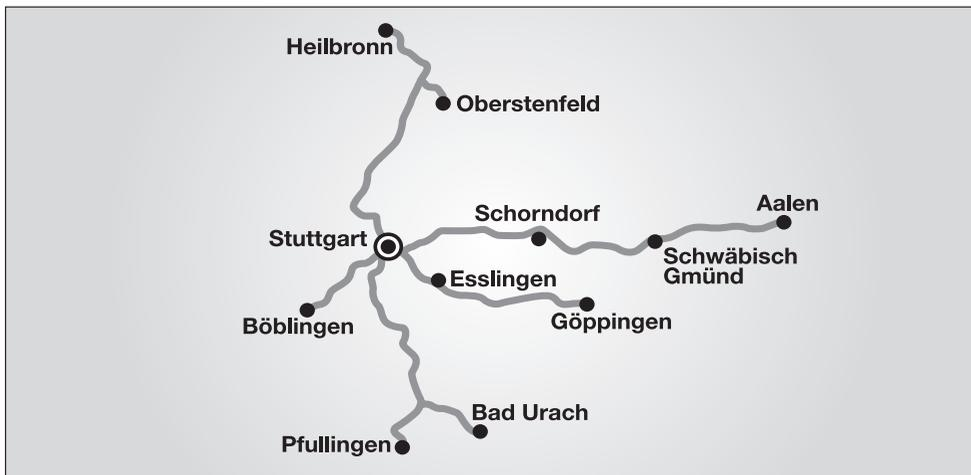 Heilbronn
Oberstenfeld
Aalen
Schorndorf
Stuttgart
Schwäbisch
Gmünd
Esslingen
Göppingen
Böblingen
Bad Urach
Pfullingen